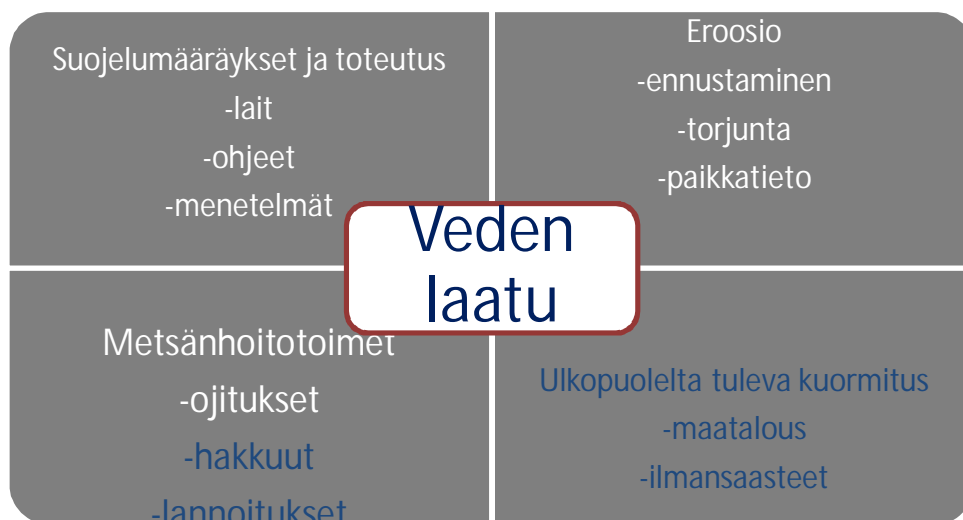 Suojelumääräykset ja toteutus
-lait
-ohjeet
-menetelmät
Eroosio
-ennustaminen
-torjunta
-paikkatieto
Veden
laatu
Metsänhoitotoimet
-ojitukset
-hakkuut
-lannoitukset
Ulkopuolelta tuleva kuormitus
-maatalous
-ilmansaasteet